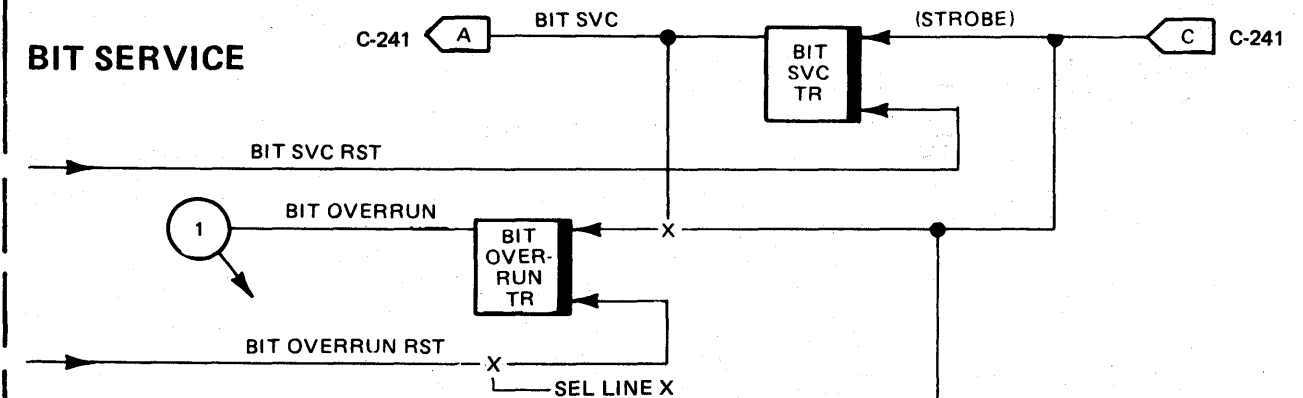 C-241 A BIT SVC (STROBE) C C-241
BIT SERVICE
BIT
SVC
TR
BIT SVC RST
1 BIT OVERRUN
X
BIT
OVER-
RUN
TR
BIT OVERRUN RST
X
SEL LINE X